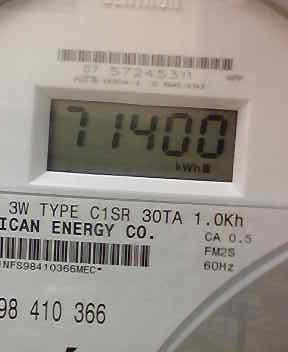 07 57245311
71400
kWh
3W TYPE C1SR 30TA 1.0Kh
ICAN ENERGY CO.
CA 0.5
FM2S
60Hz
NFS98410366MEC*
98 410 366